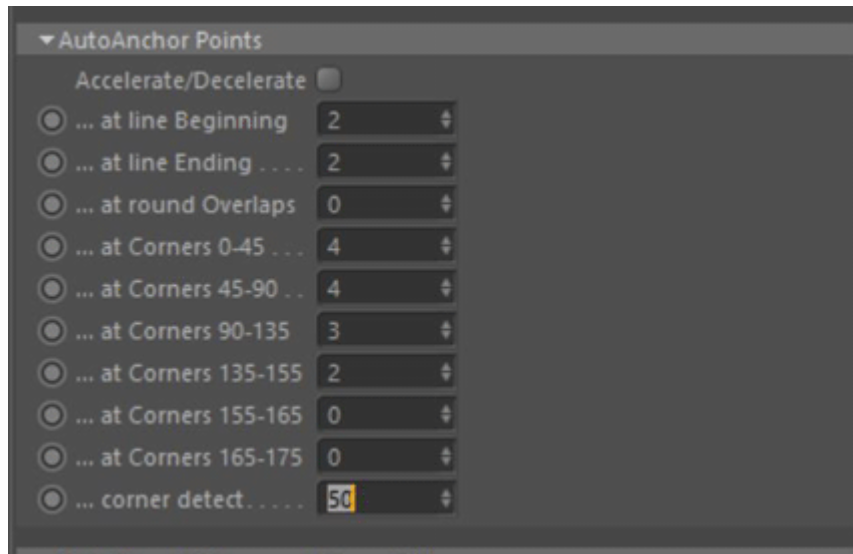 AutoAnchor Points
Accelerate/Decelerate
... at line Beginning 2
... at line Ending .... 2
... at round Overlaps 0
... at Corners 0-45 ... 4
... at Corners 45-90 .. 4
... at Corners 90-135 3
... at Corners 135-155 2
... at Corners 155-165 0
... at Corners 165-175 0
... corner detect..... 50